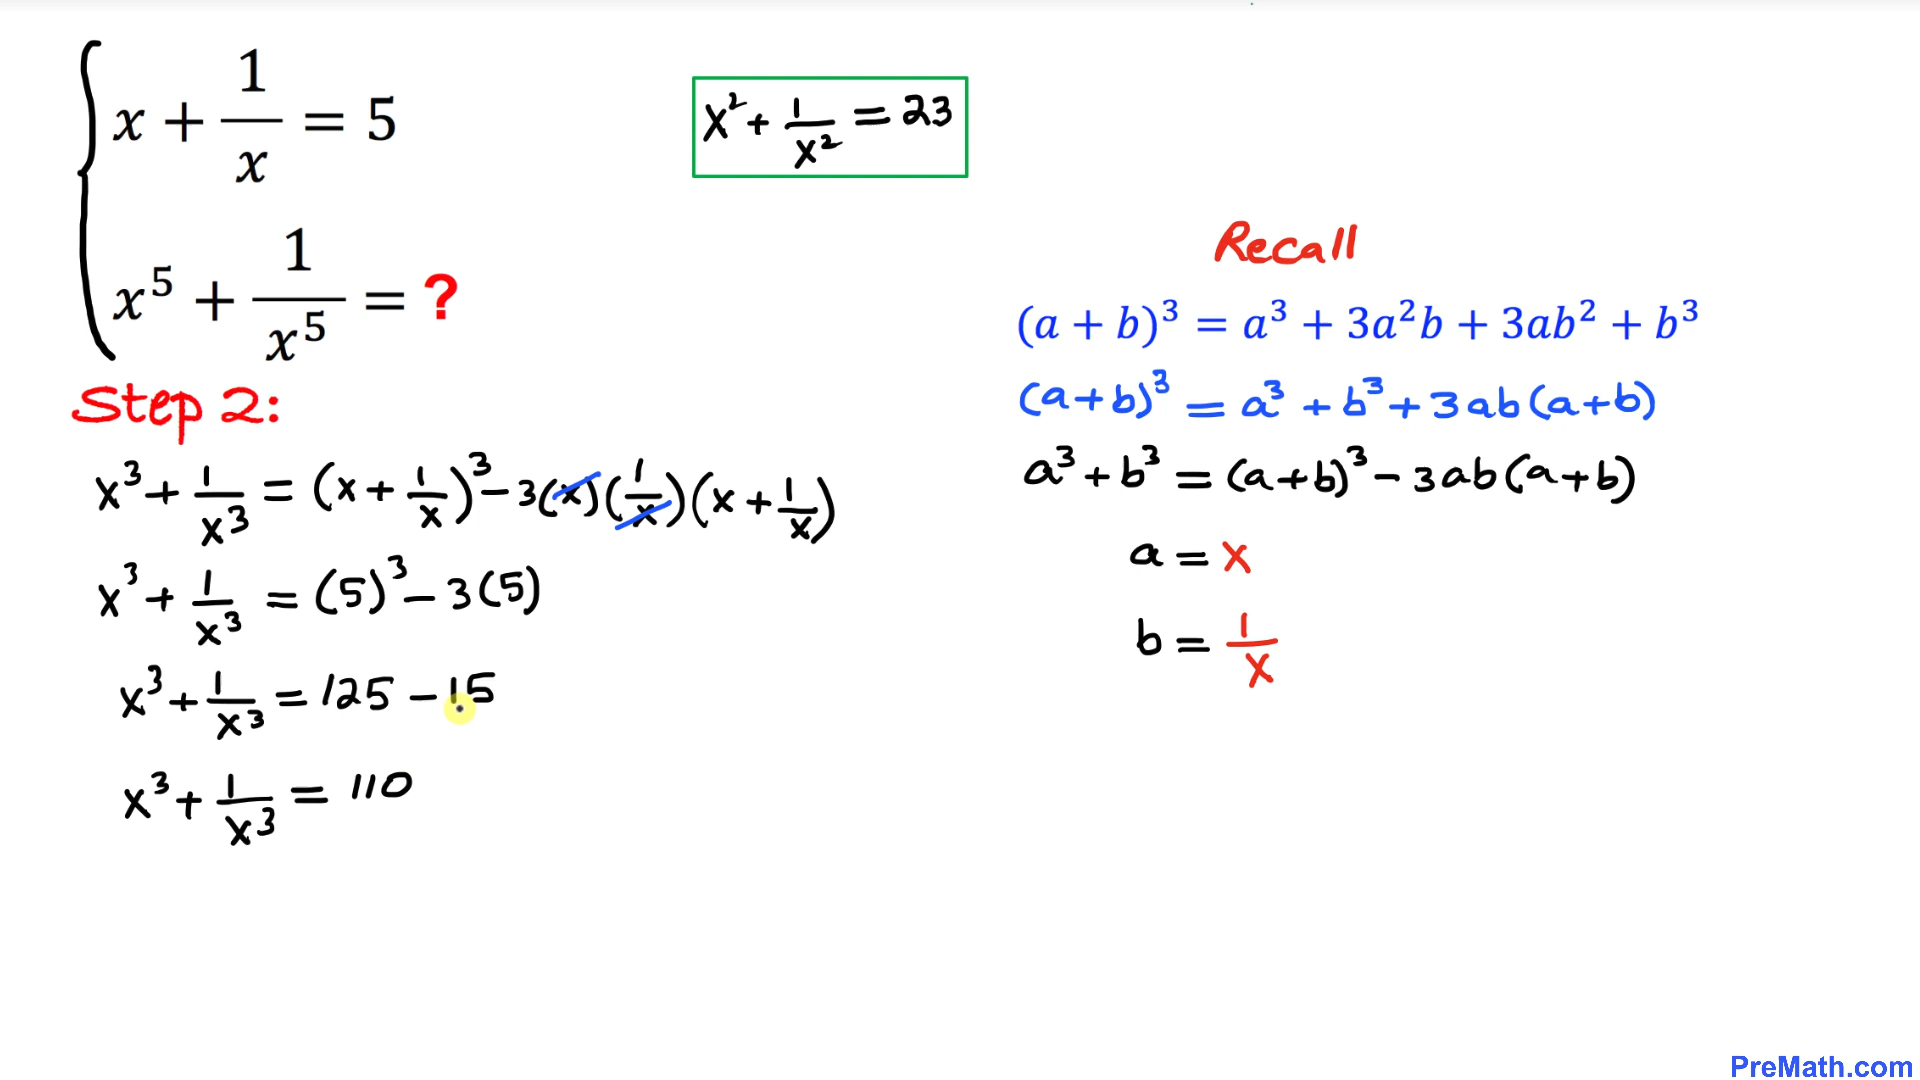 x + 1/x = 5
x² + 1/x² = 23
x⁵ + 1/x⁵ = ?
Recall
(a + b)³ = a³ + 3a²b + 3ab² + b³
(a+b)³ = a³ + b³ + 3ab(a+b)
a³ + b³ = (a+b)³ - 3ab(a+b)
a = x
b = 1/x
Step 2:
x³ + 1/x³ = (x + 1/x)³ - 3(x)(1/x)(x + 1/x)
x³ + 1/x³ = (5)³ - 3(5)
x³ + 1/x³ = 125 - 15
x³ + 1/x³ = 110
PreMath.com